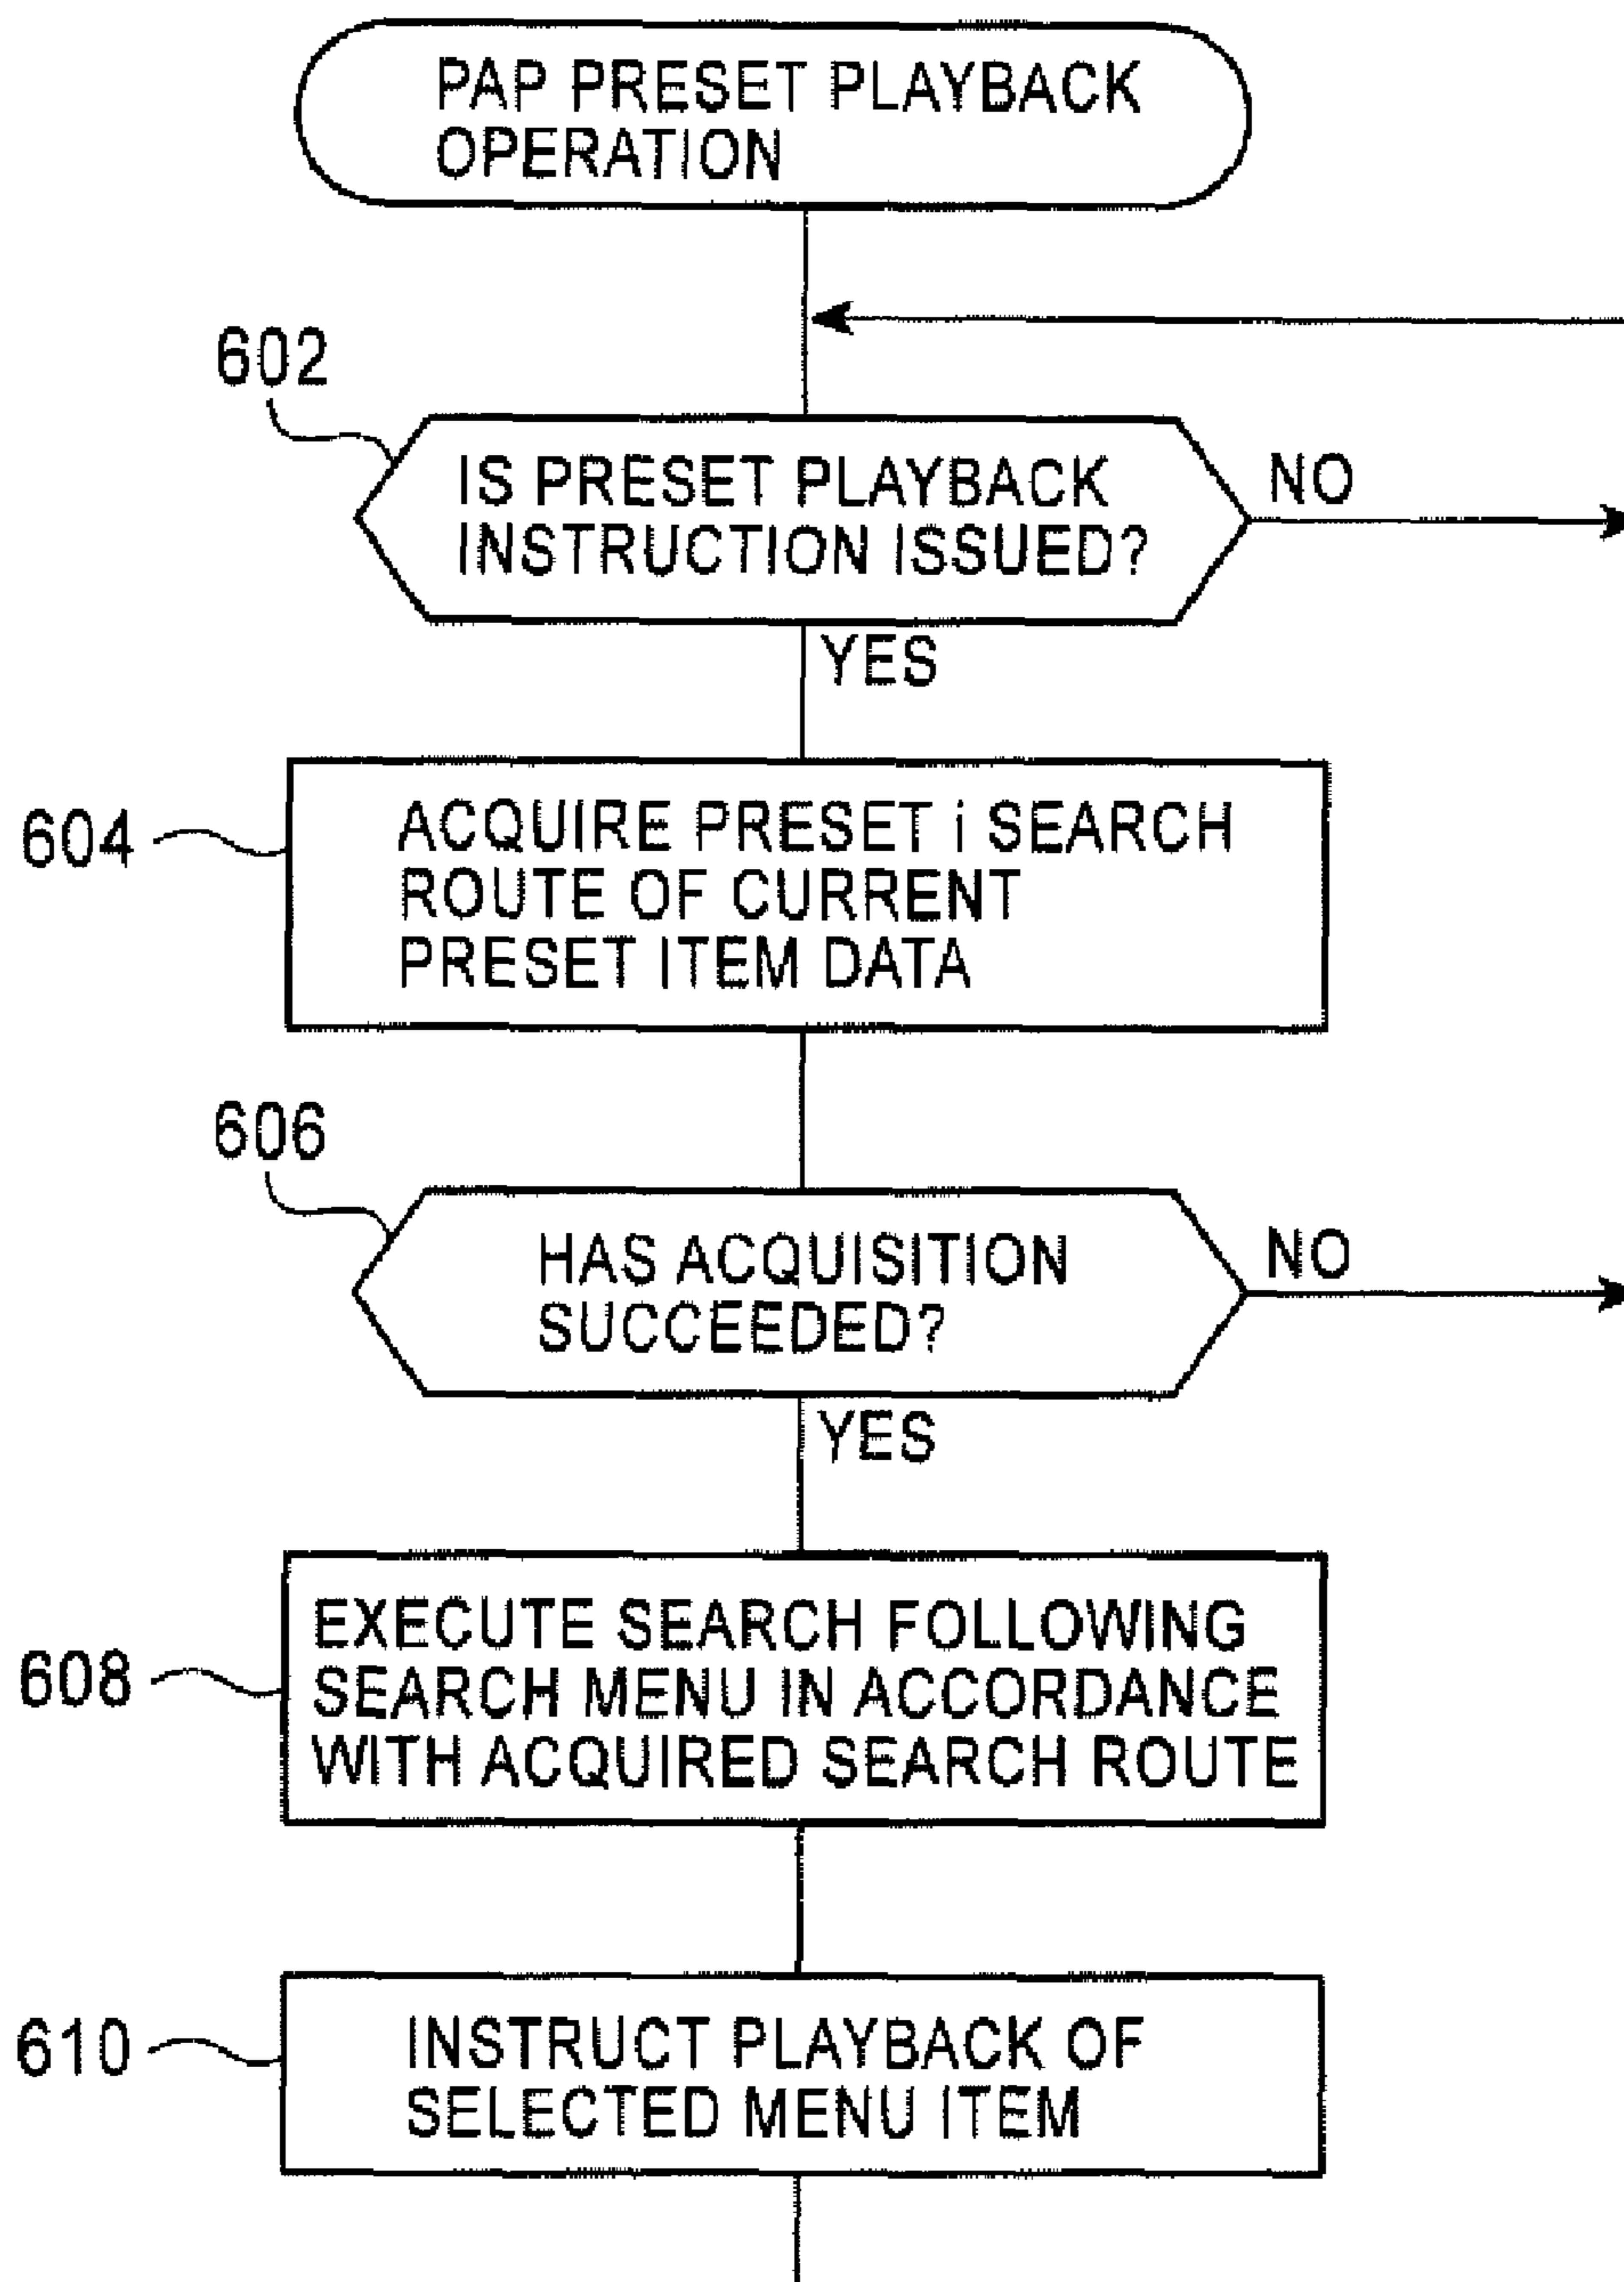 PAP PRESET PLAYBACK
OPERATION
602
IS PRESET PLAYBACK
INSTRUCTION ISSUED?
NO
YES
604
ACQUIRE PRESET i SEARCH
ROUTE OF CURRENT
PRESET ITEM DATA
606
HAS ACQUISITION
SUCCEEDED?
NO
YES
608
EXECUTE SEARCH FOLLOWING
SEARCH MENU IN ACCORDANCE
WITH ACQUIRED SEARCH ROUTE
610
INSTRUCT PLAYBACK OF
SELECTED MENU ITEM